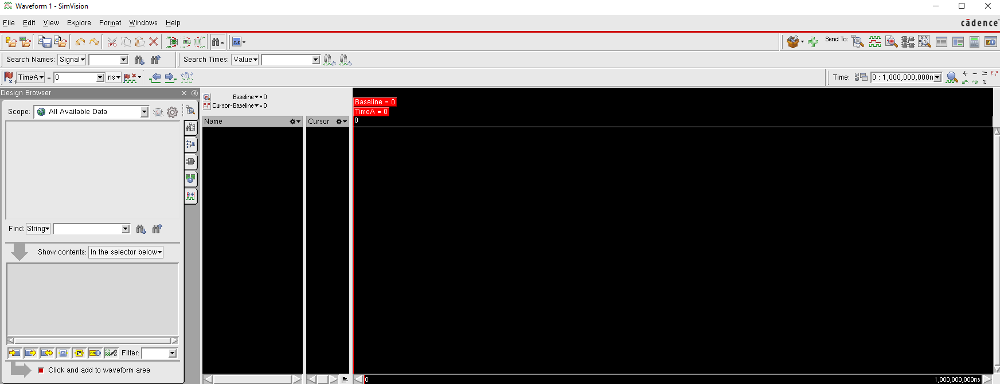 Waveform 1 - SimVision
File Edit View Explore Format Windows Help
cādence
Send To:
Search Names: Signal
Search Times: Value
TimeA = 0 ns
Time: 0 : 1,000,000,000n
Design Browser
Scope: All Available Data
Baseline = 0
Cursor-Baseline = 0
Name
Cursor
Baseline = 0
TimeA = 0
0
Find: String
Show contents: In the selector below
Filter:
Click and add to waveform area
0
1,000,000,000ns